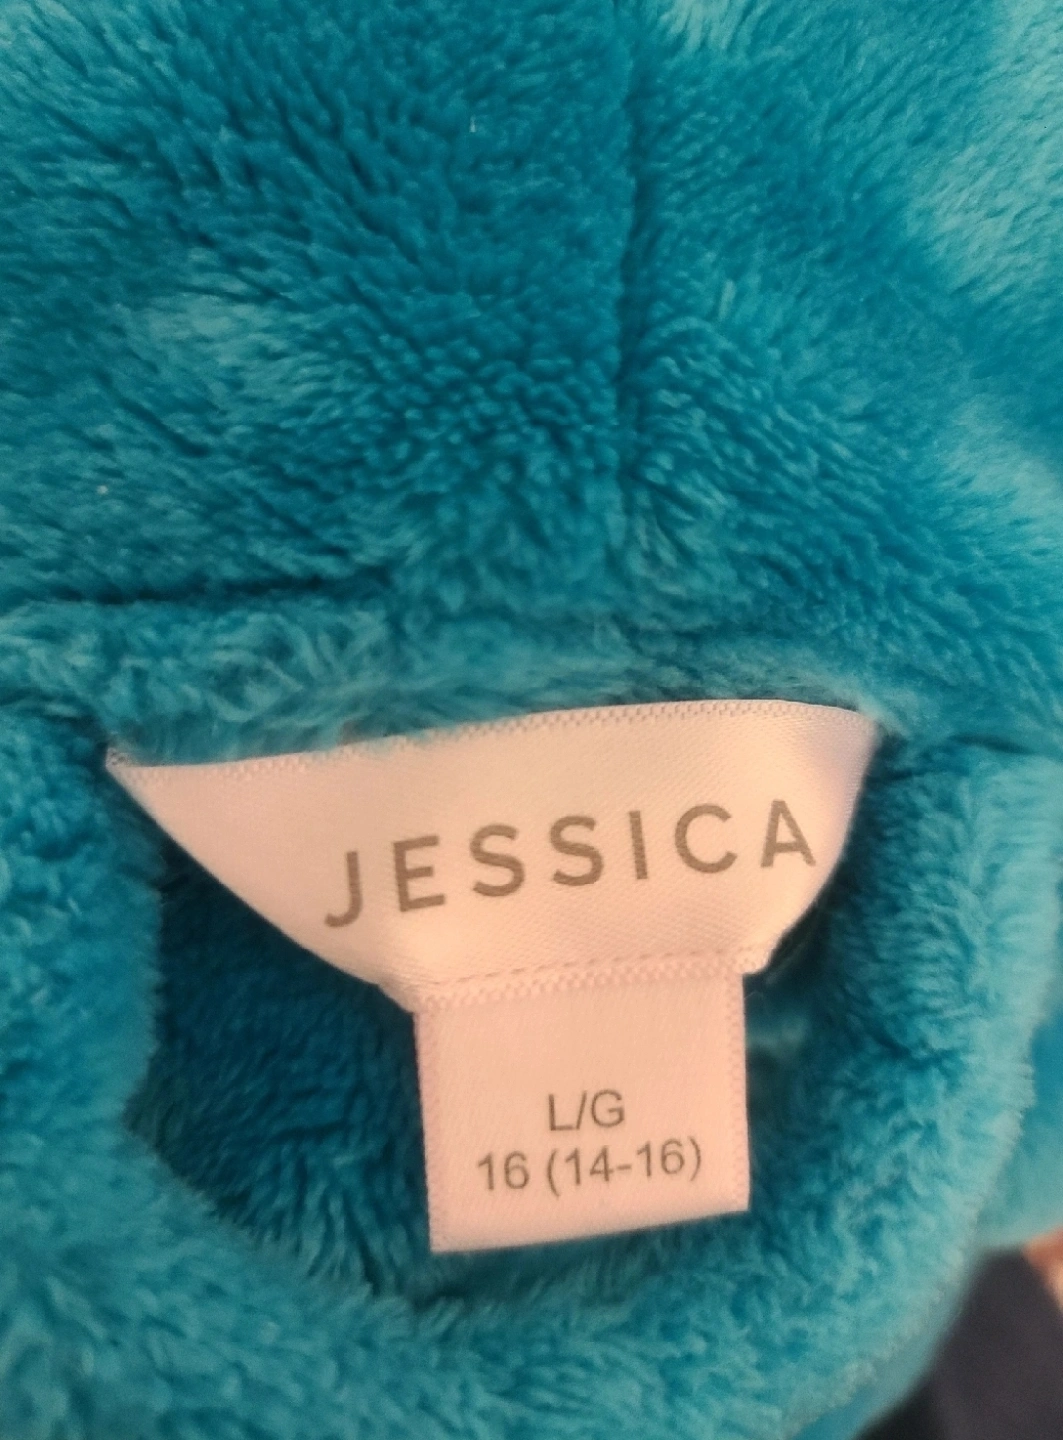 JESSICA
L/G
16 (14-16)